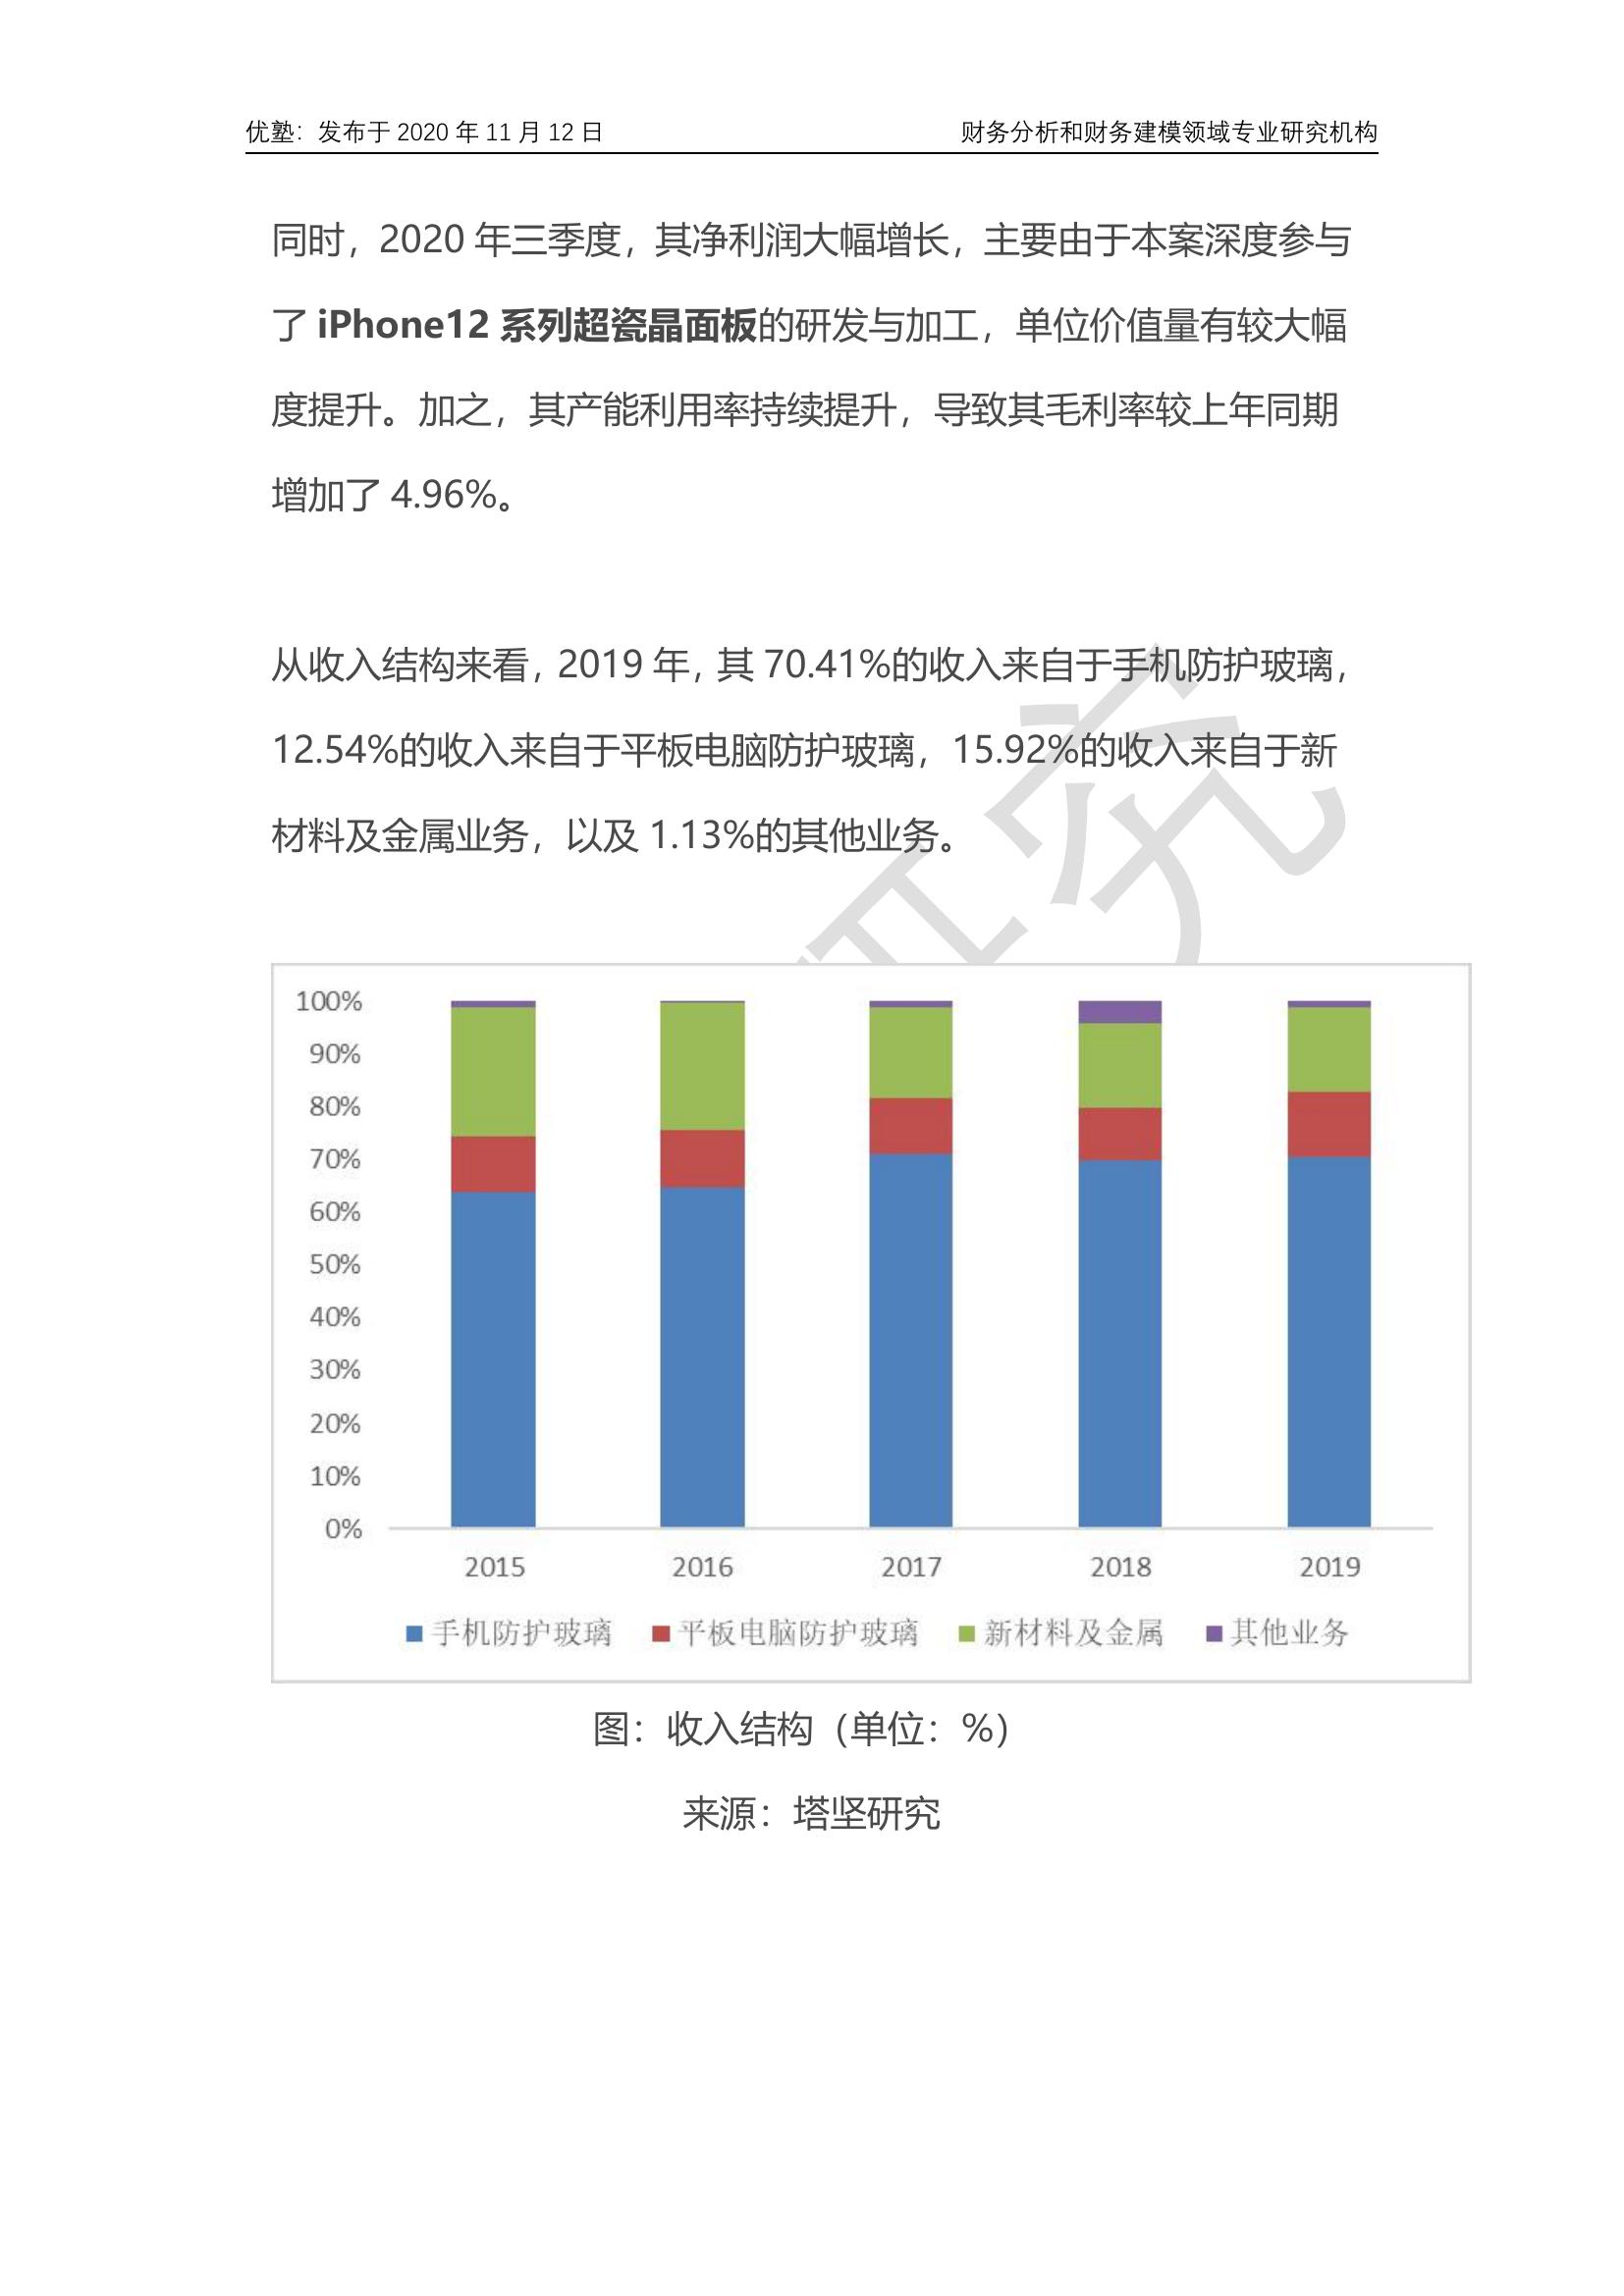 优塾：发布于 2020 年 11 月 12 日
财务分析和财务建模领域专业研究机构
同时，2020 年三季度，其净利润大幅增长，主要由于本案深度参与
了 iPhone12 系列超瓷晶面板的研发与加工，单位价值量有较大幅
度提升。加之，其产能利用率持续提升，导致其毛利率较上年同期
增加了 4.96%。
从收入结构来看，2019 年，其 70.41%的收入来自于手机防护玻璃，
12.54%的收入来自于平板电脑防护玻璃，15.92%的收入来自于新
材料及金属业务，以及 1.13%的其他业务。
研究
100%
90%
80%
70%
60%
50%
40%
30%
20%
10%
0%
2015 2016 2017 2018 2019
手机防护玻璃 平板电脑防护玻璃 新材料及金属 其他业务
图：收入结构（单位：%）
来源：塔坚研究